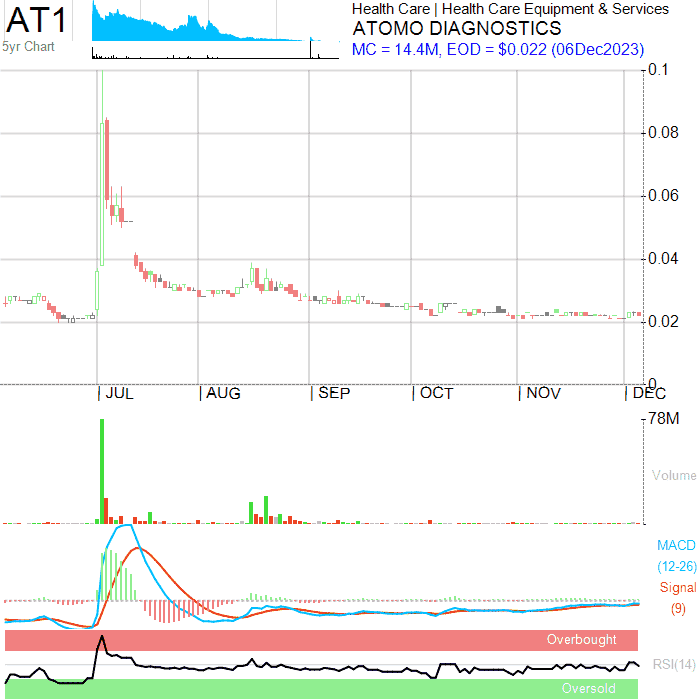 AT1
5yr Chart
Health Care | Health Care Equipment & Services
ATOMO DIAGNOSTICS
MC = 14.4M, EOD = $0.022 (06Dec2023)
0.1
0.08
0.06
0.04
0.02
0
JUL
AUG
SEP
OCT
NOV
DEC
78M
Volume
MACD
(12-26)
Signal
(9)
Overbought
RSI(14)
Oversold